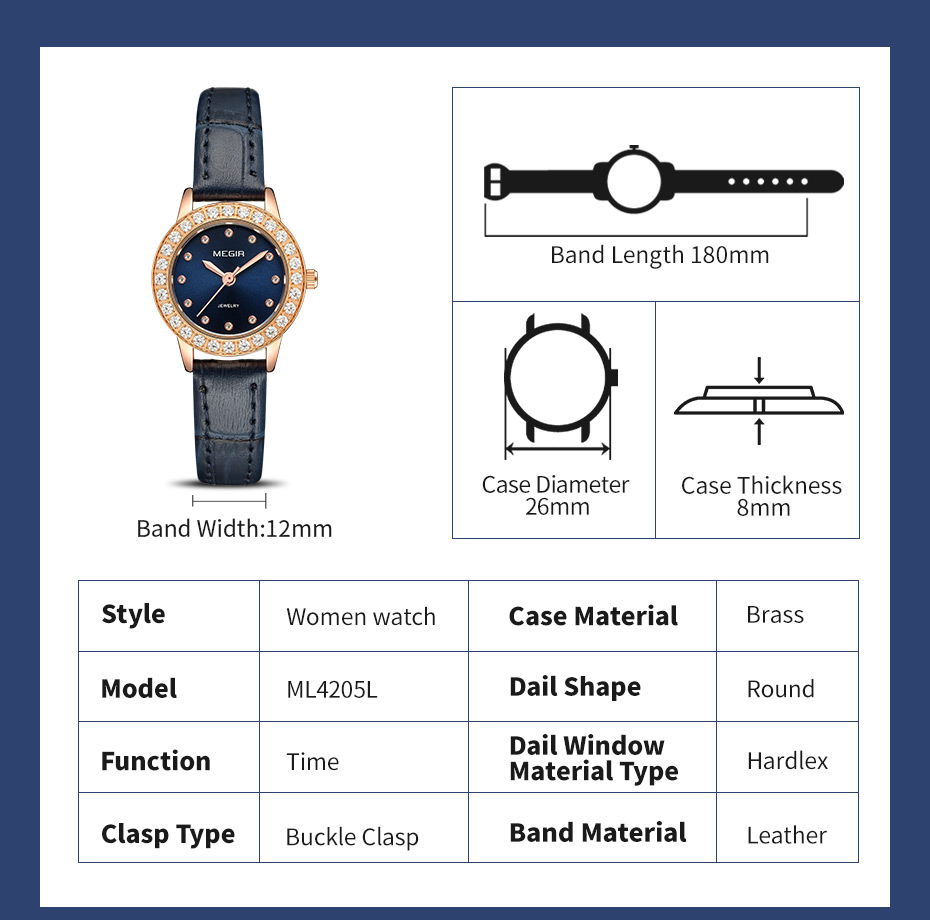 MEGIR
JEWELRY
Band Width:12mm
Band Length 180mm
Case Diameter
26mm
Case Thickness
8mm
Style
Women watch
Case Material
Brass
Model
ML4205L
Dail Shape
Round
Function
Time
Dail Window
Material Type
Hardlex
Clasp Type
Buckle Clasp
Band Material
Leather